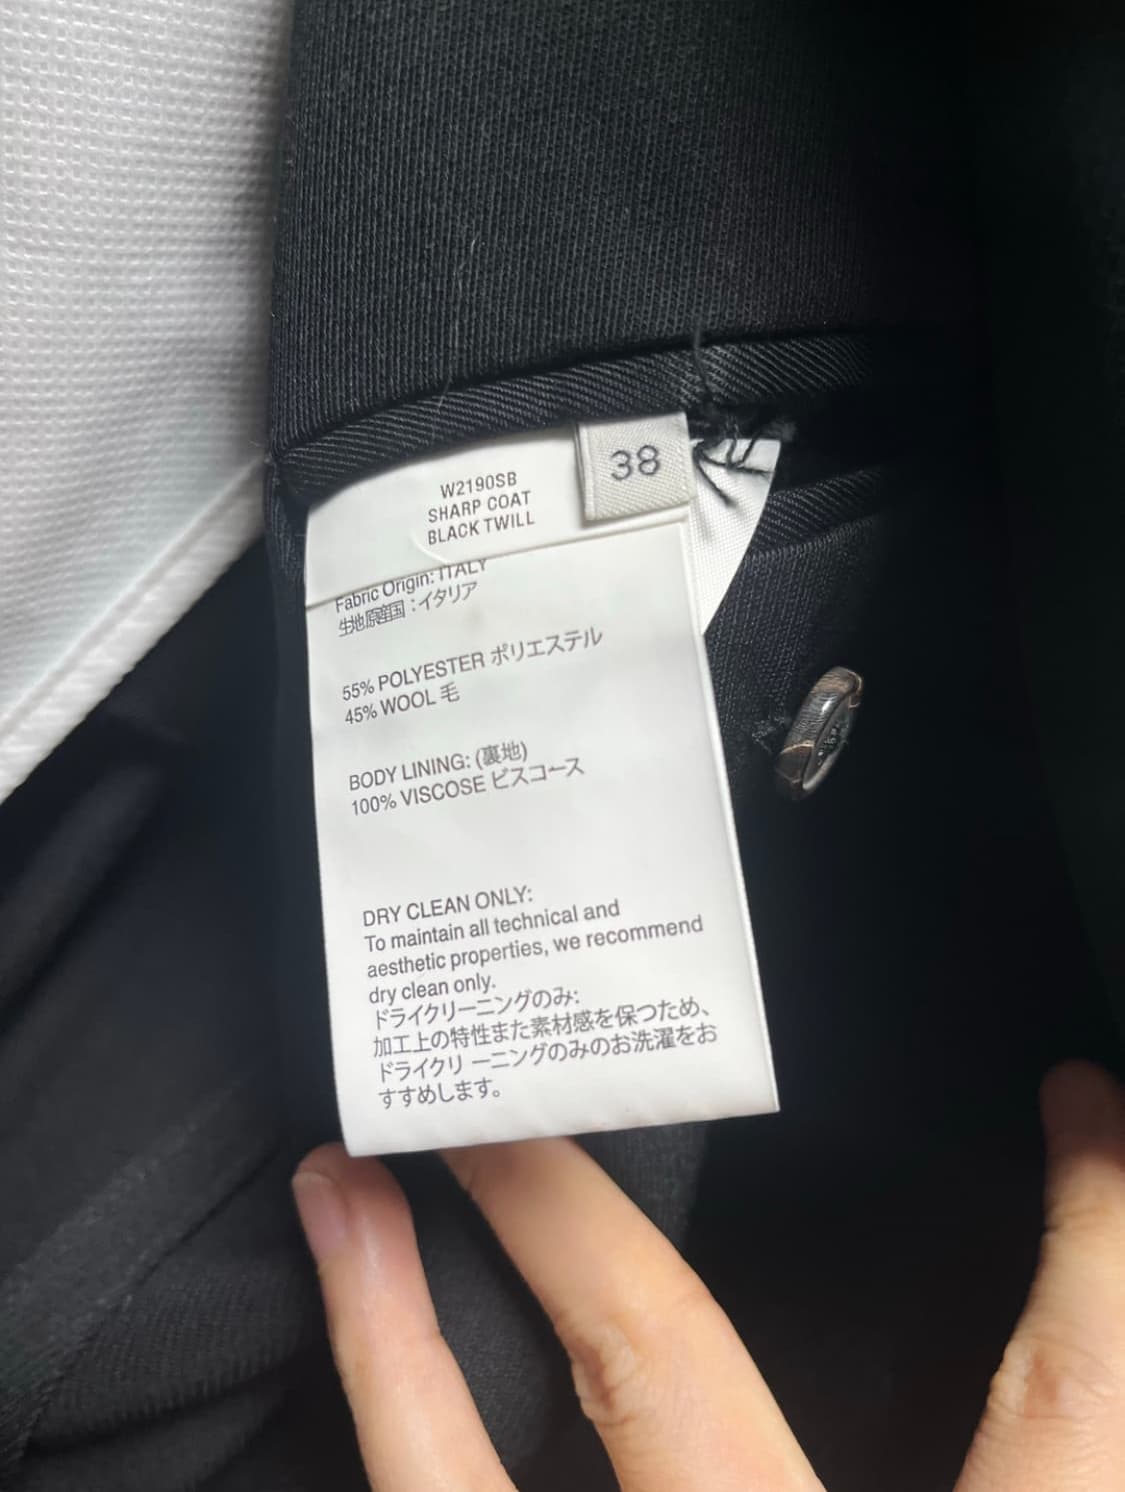 38
W2190SB
SHARP COAT
BLACK TWILL
Fabric Origin: ITALY
生地原産国:イタリア
55% POLYESTER ポリエステル
45% WOOL 毛
BODY LINING: (裏地)
100% VISCOSE ビスコース
DRY CLEAN ONLY:
To maintain all technical and
aesthetic properties, we recommend
dry clean only.
ドライクリーニングのみ:
加工上の特性また素材感を保つため、
ドライクリ ーニングのみのお洗濯をお
すすめします。